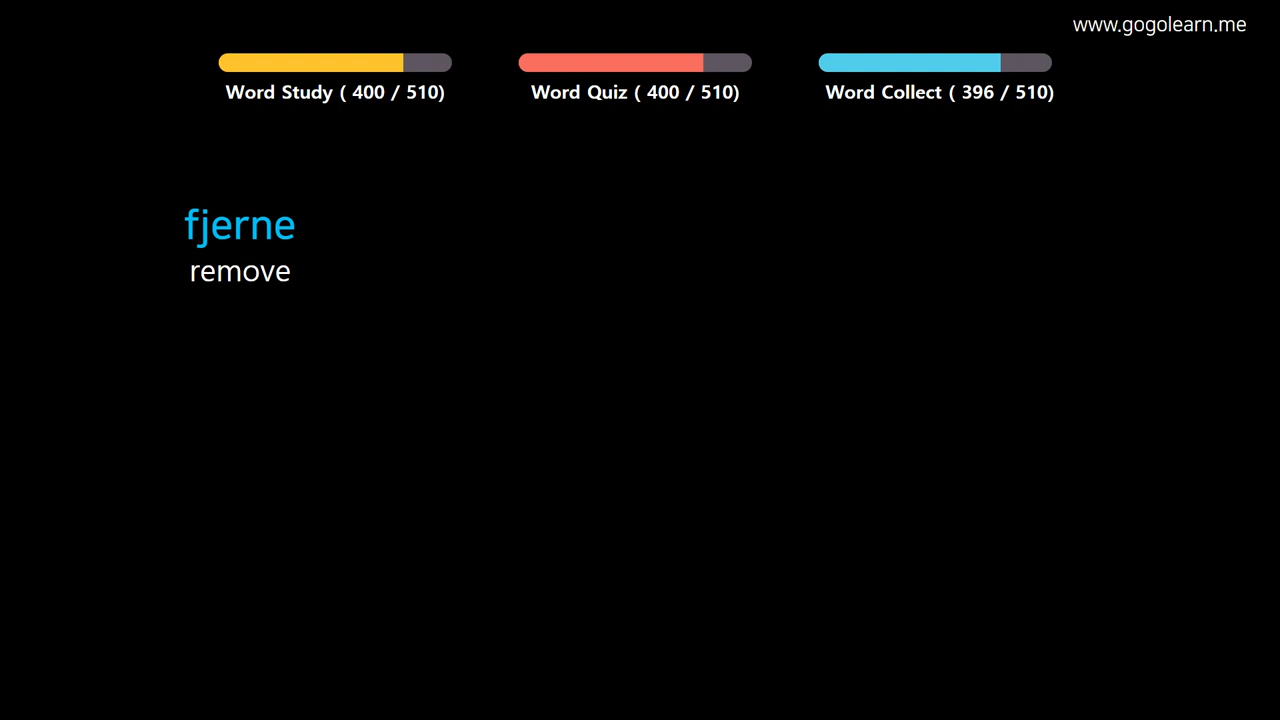 www.gogolearn.me
Word Study ( 400 / 510)
Word Quiz ( 400 / 510)
Word Collect ( 396 / 510)
fjerne
remove